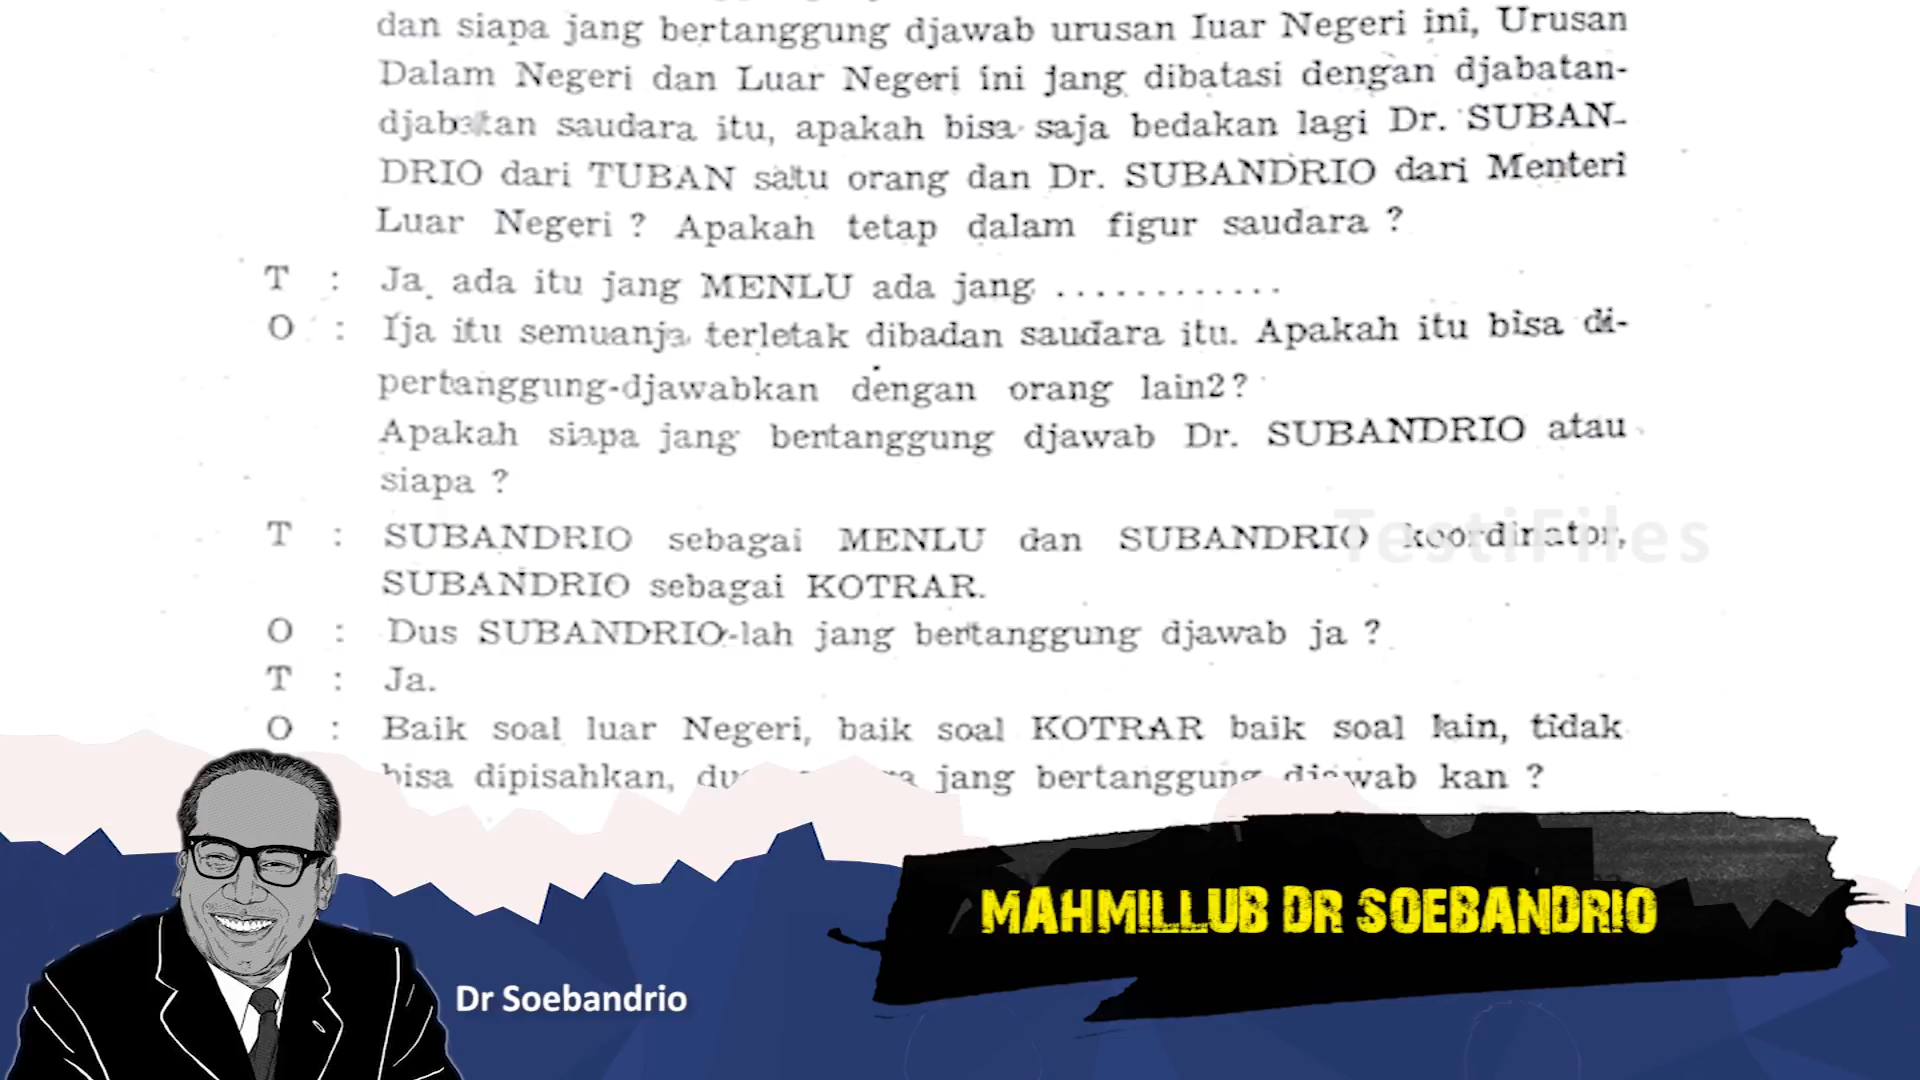 dan siapa jang bertanggung djawab urusan luar Negeri ini, Urusan
Dalam Negeri dan Luar Negeri ini jang dibatasi dengan djabatan-
djabatan saudara itu, apakah bisa saja bedakan lagi Dr. SUBAN-
DRIO dari TUBAN satu orang dan Dr. SUBANDRIO dari Menteri
Luar Negeri ? Apakah tetap dalam figur saudara ?
T : Ja ada itu jang MENLU ada jang ............
O : Ija itu semuanja terletak dibadan saudara itu. Apakah itu bisa di-
pertanggung-djawabkan dengan orang lain2?
Apakah siapa jang bertanggung djawab Dr. SUBANDRIO atau
siapa ?
T : SUBANDRIO sebagai MENLU dan SUBANDRIO koordinator,
SUBANDRIO sebagai KOTRAR.
TestiFiles
O : Dus SUBANDRIO-lah jang bertanggung djawab ja ?
T : Ja.
O : Baik soal luar Negeri, baik soal KOTRAR baik soal lain, tidak
bisa dipisahkan, jang bertanggung djawab kan ?
MAHMILLUB DR SOEBANDRIO
Dr Soebandrio